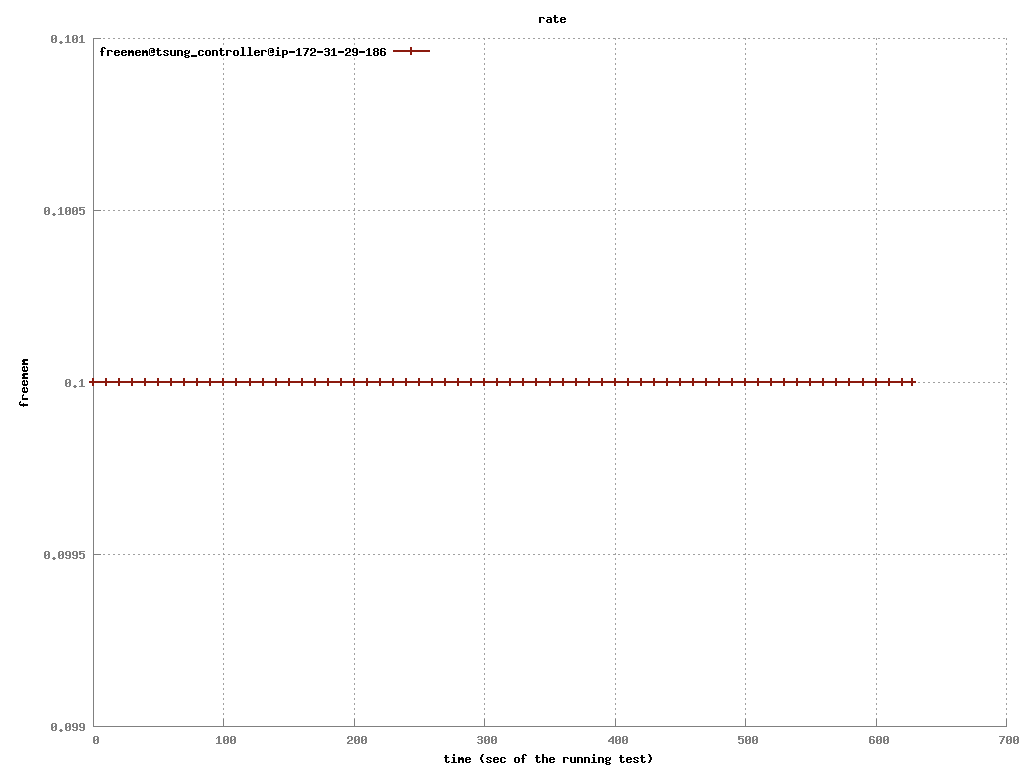 rate
0.101
freemem@tsung_controller@ip-172-31-29-186
0.1005
freemem
0.1
0.0995
0.099
0 100 200 300 400 500 600 700
time (sec of the running test)